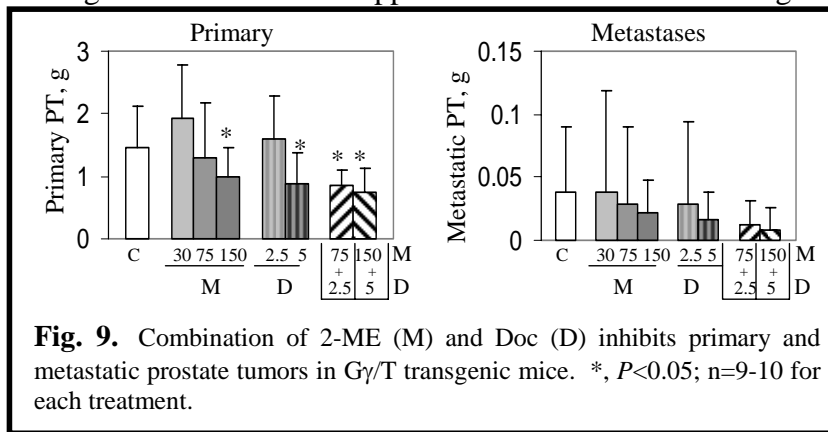 Primary
Metastases
3
2
1
0
Primary PT, g
* * * *
C 30 75 150 2.5 5 75 150 M
+ +
2.5 5 D
M D
0.15
0.1
0.05
0
Metastatic PT, g
C 30 75 150 2.5 5 75 150 M
+ +
2.5 5 D
M D
Fig. 9. Combination of 2-ME (M) and Doc (D) inhibits primary and
metastatic prostate tumors in Gγ/T transgenic mice. *, P<0.05; n=9-10 for
each treatment.